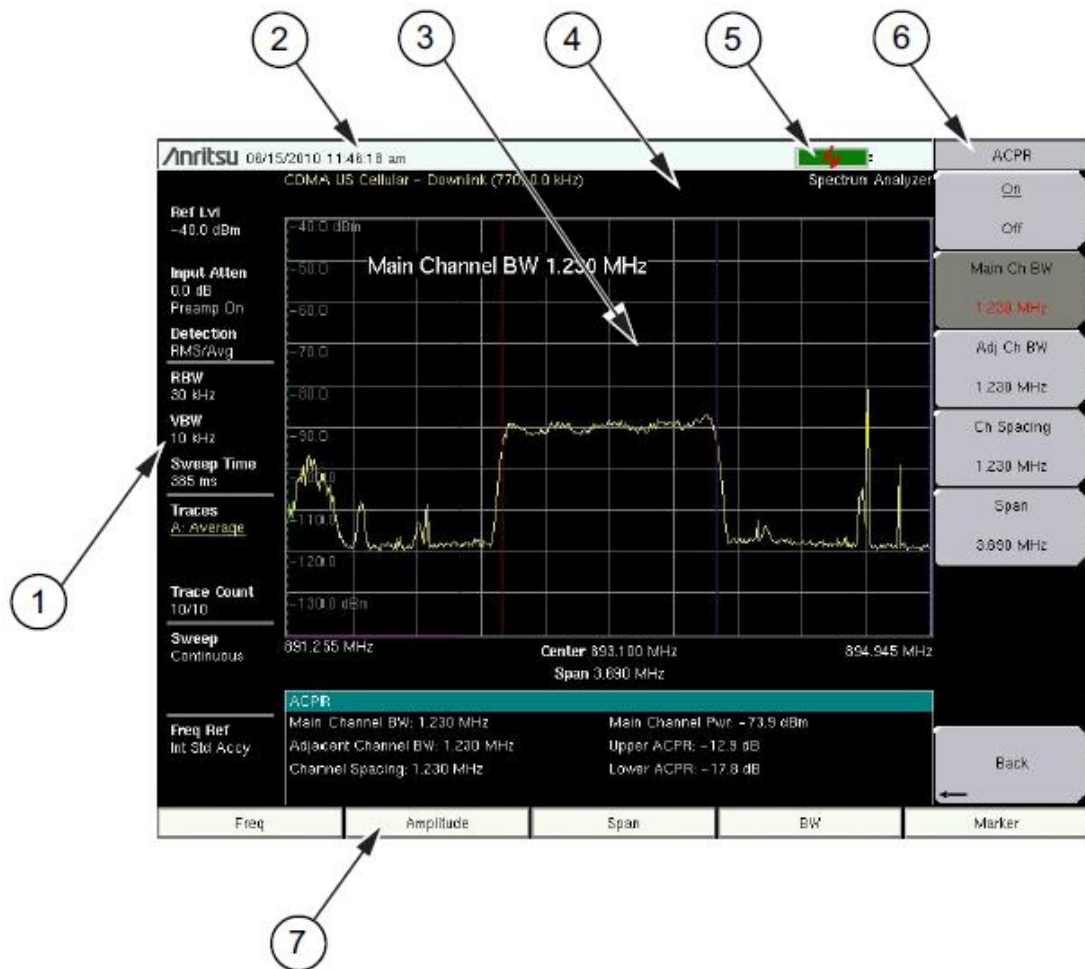 2
3
4
5
6
Anritsu 06/15/2010 11:46:18 am
CDMA US Cellular - Downlink (770 0.0 kHz)
Spectrum Analyzer
Ref Lvl
-40.0 dBm
Input Atten
0.0 dB
Preamp On
Detection
RMS/Avg
RBW
30 kHz
VBW
10 kHz
Sweep Time
385 ms
Traces
A: Average
Trace Count
10/10
Sweep
Continuous
Freq Ref
Int Std Accy
1
-40.0 dBm
Main Channel BW 1.230 MHz
-50.0
-60.0
-70.0
-80.0
-90.0
-110.0
-120.0
-130.0 dBm
891.255 MHz
Center 893.100 MHz
894.945 MHz
Span 3.690 MHz
ACPR
Main Channel BW: 1.230 MHz
Main Channel Pwr: -73.9 dBm
Adjacent Channel BW: 1.230 MHz
Upper ACPR: -12.9 dB
Channel Spacing: 1.230 MHz
Lower ACPR: -17.8 dB
ACPR
On
Off
Main Ch BW
1.230 MHz
Adj Ch BW
1.230 MHz
Ch Spacing
1.230 MHz
Span
3.690 MHz
Back
Freq
Amplitude
Span
BW
Marker
7